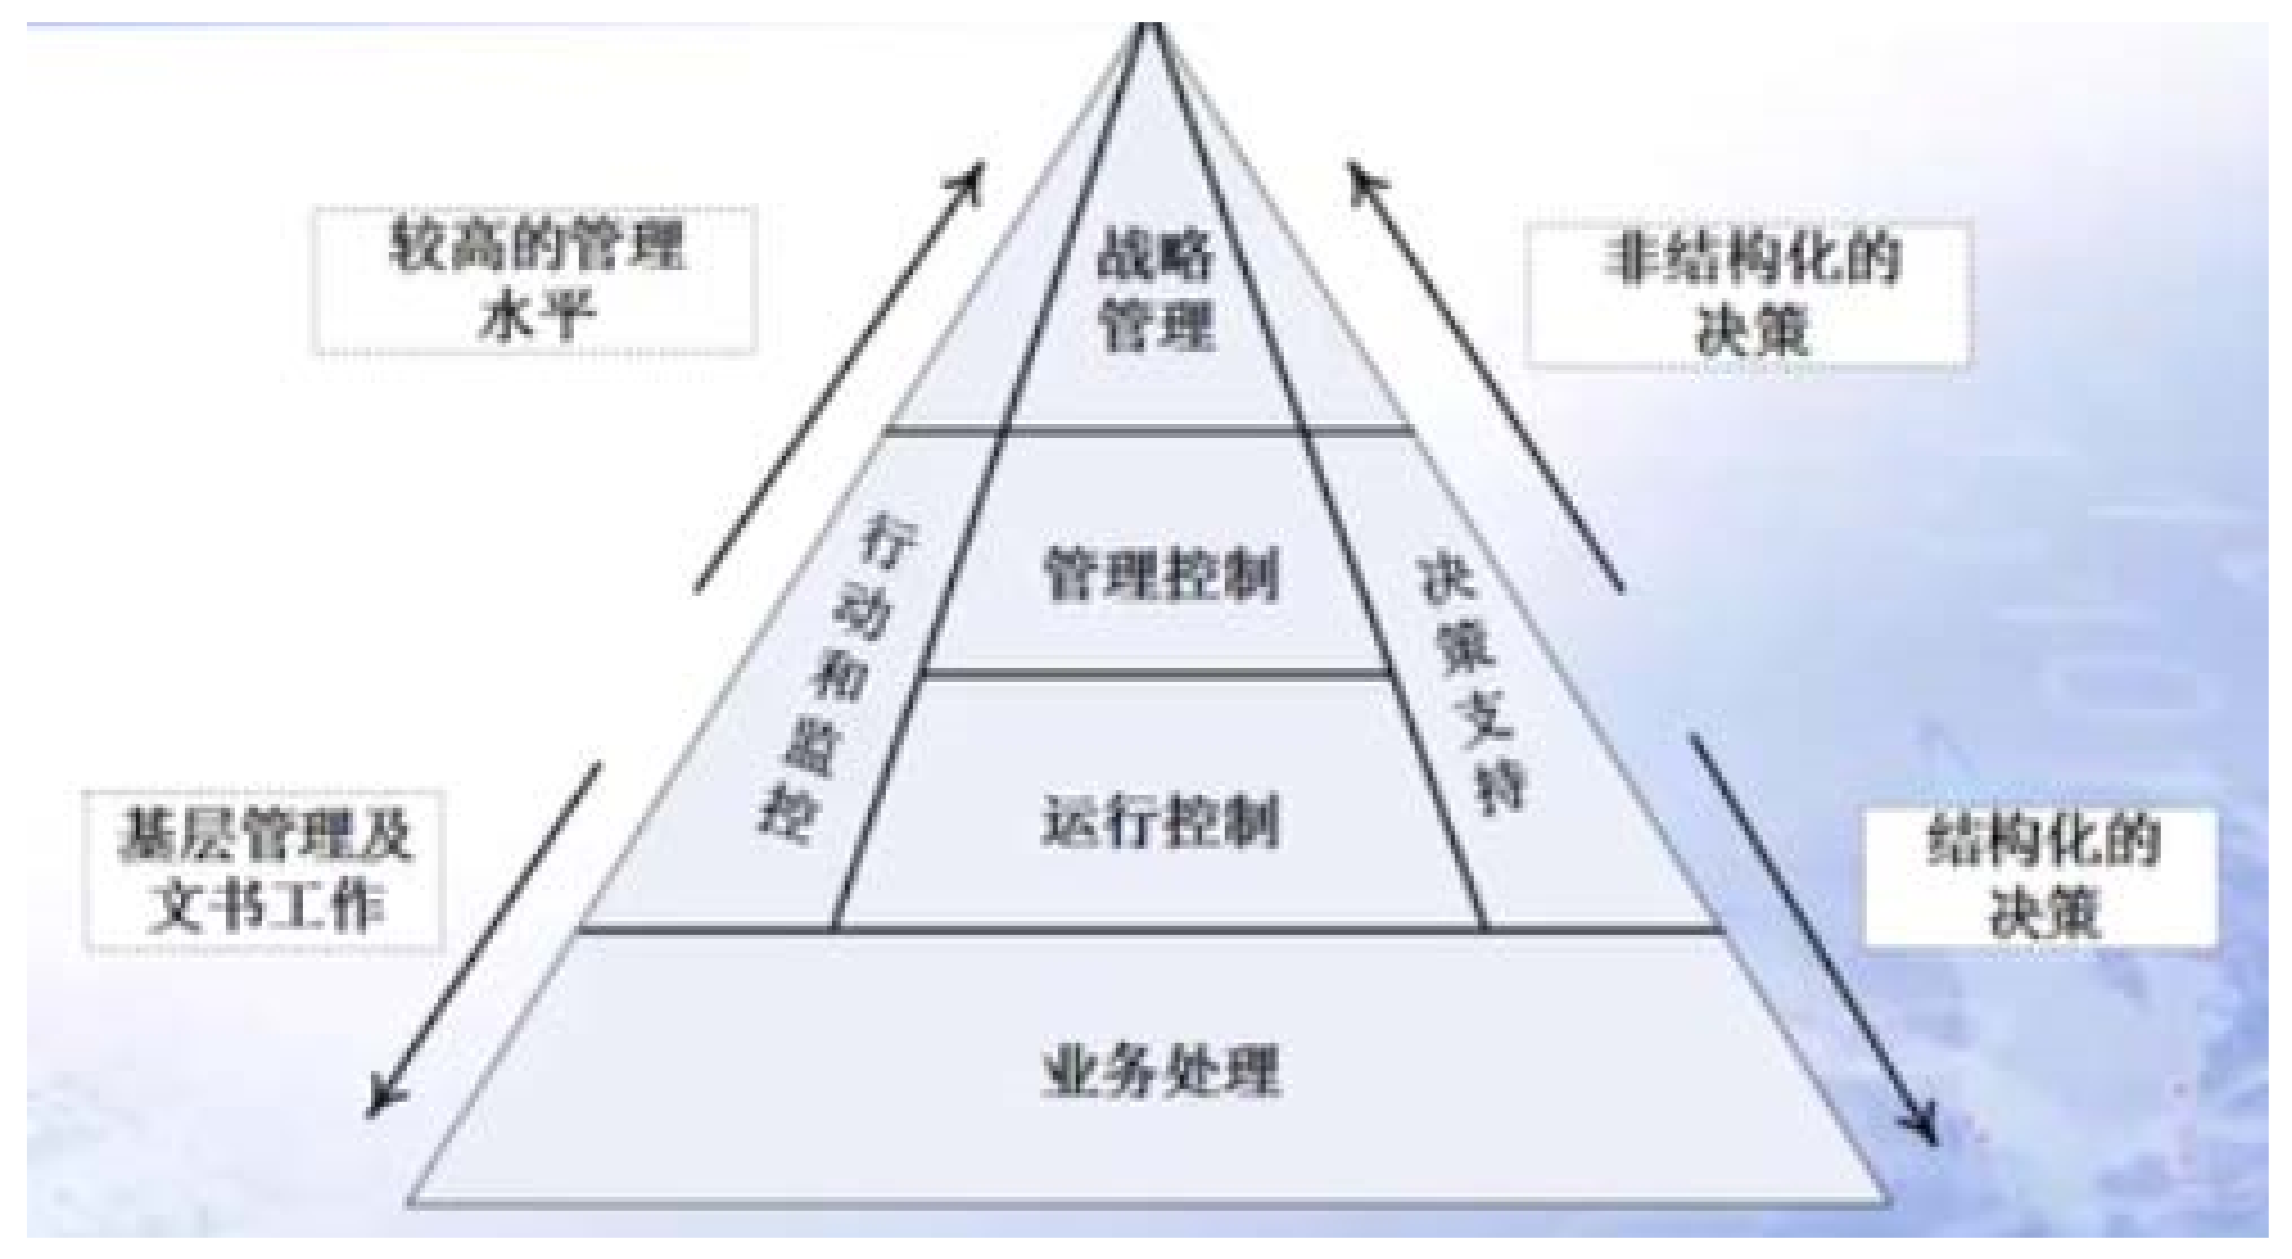 较高的管理
水平
战略
管理
非结构化的
决策
行动和监控
管理控制
决策支持
基层管理及
文书工作
运行控制
结构化的
决策
业务处理